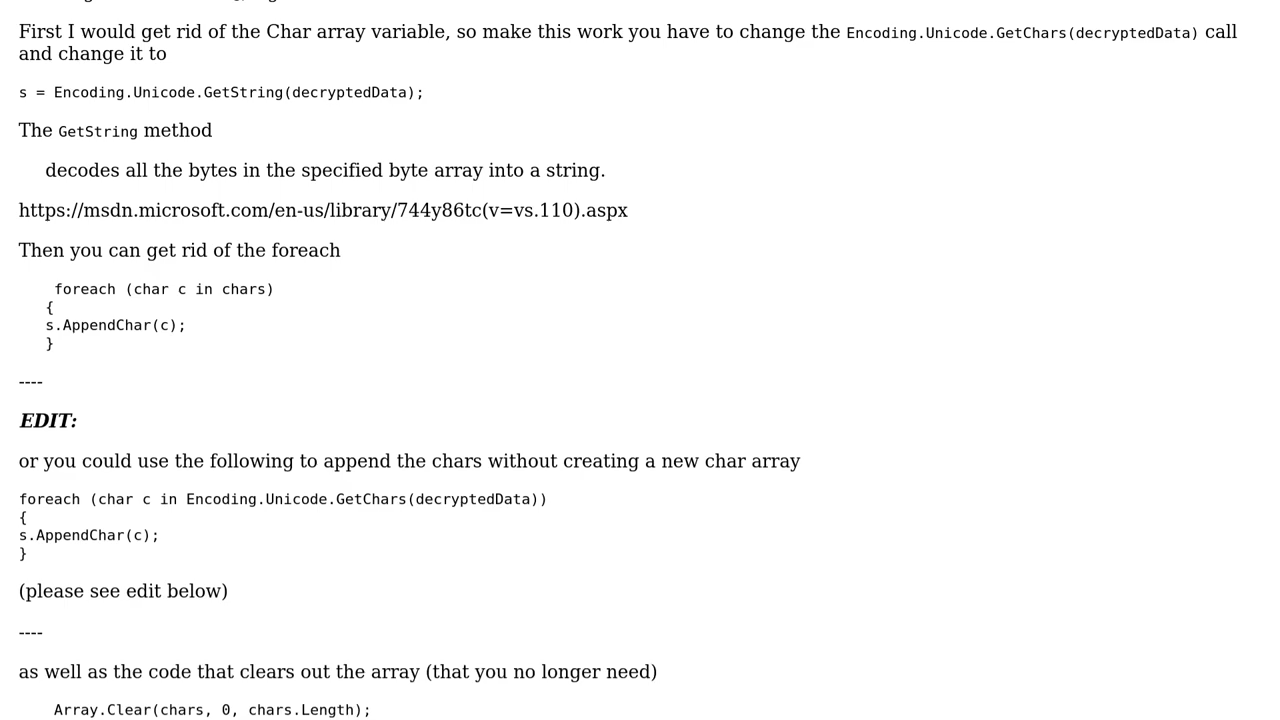 First I would get rid of the Char array variable, so make this work you have to change the Encoding.Unicode.GetChars(decryptedData) call
and change it to
s = Encoding.Unicode.GetString(decryptedData);
The GetString method
decodes all the bytes in the specified byte array into a string.
https://msdn.microsoft.com/en-us/library/744y86tc(v=vs.110).aspx
Then you can get rid of the foreach
foreach (char c in chars)
{
s.AppendChar(c);
}
----
EDIT:
or you could use the following to append the chars without creating a new char array
foreach (char c in Encoding.Unicode.GetChars(decryptedData))
{
s.AppendChar(c);
}
(please see edit below)
----
as well as the code that clears out the array (that you no longer need)
Array.Clear(chars, 0, chars.Length);